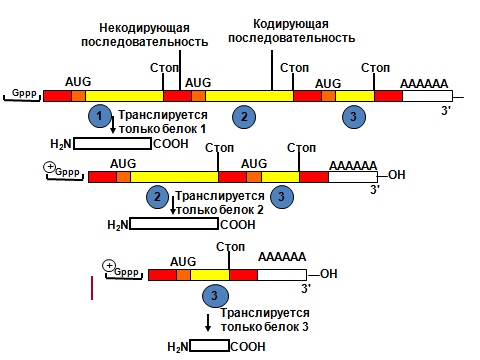 Некодирующая последовательность
Кодирующая последовательность
Стоп Стоп Стоп
AUG AUG AUG AAAAAA
Gppp
3'
1 2 3
Транслируется только белок 1
H₂N COOH
Стоп Стоп
+ Gppp AUG AUG AAAAAA
OH
3'
2 3
Транслируется только белок 2
H₂N COOH
Стоп
AUG AAAAAA
+ Gppp
OH
3'
3
Транслируется только белок 3
H₂N COOH